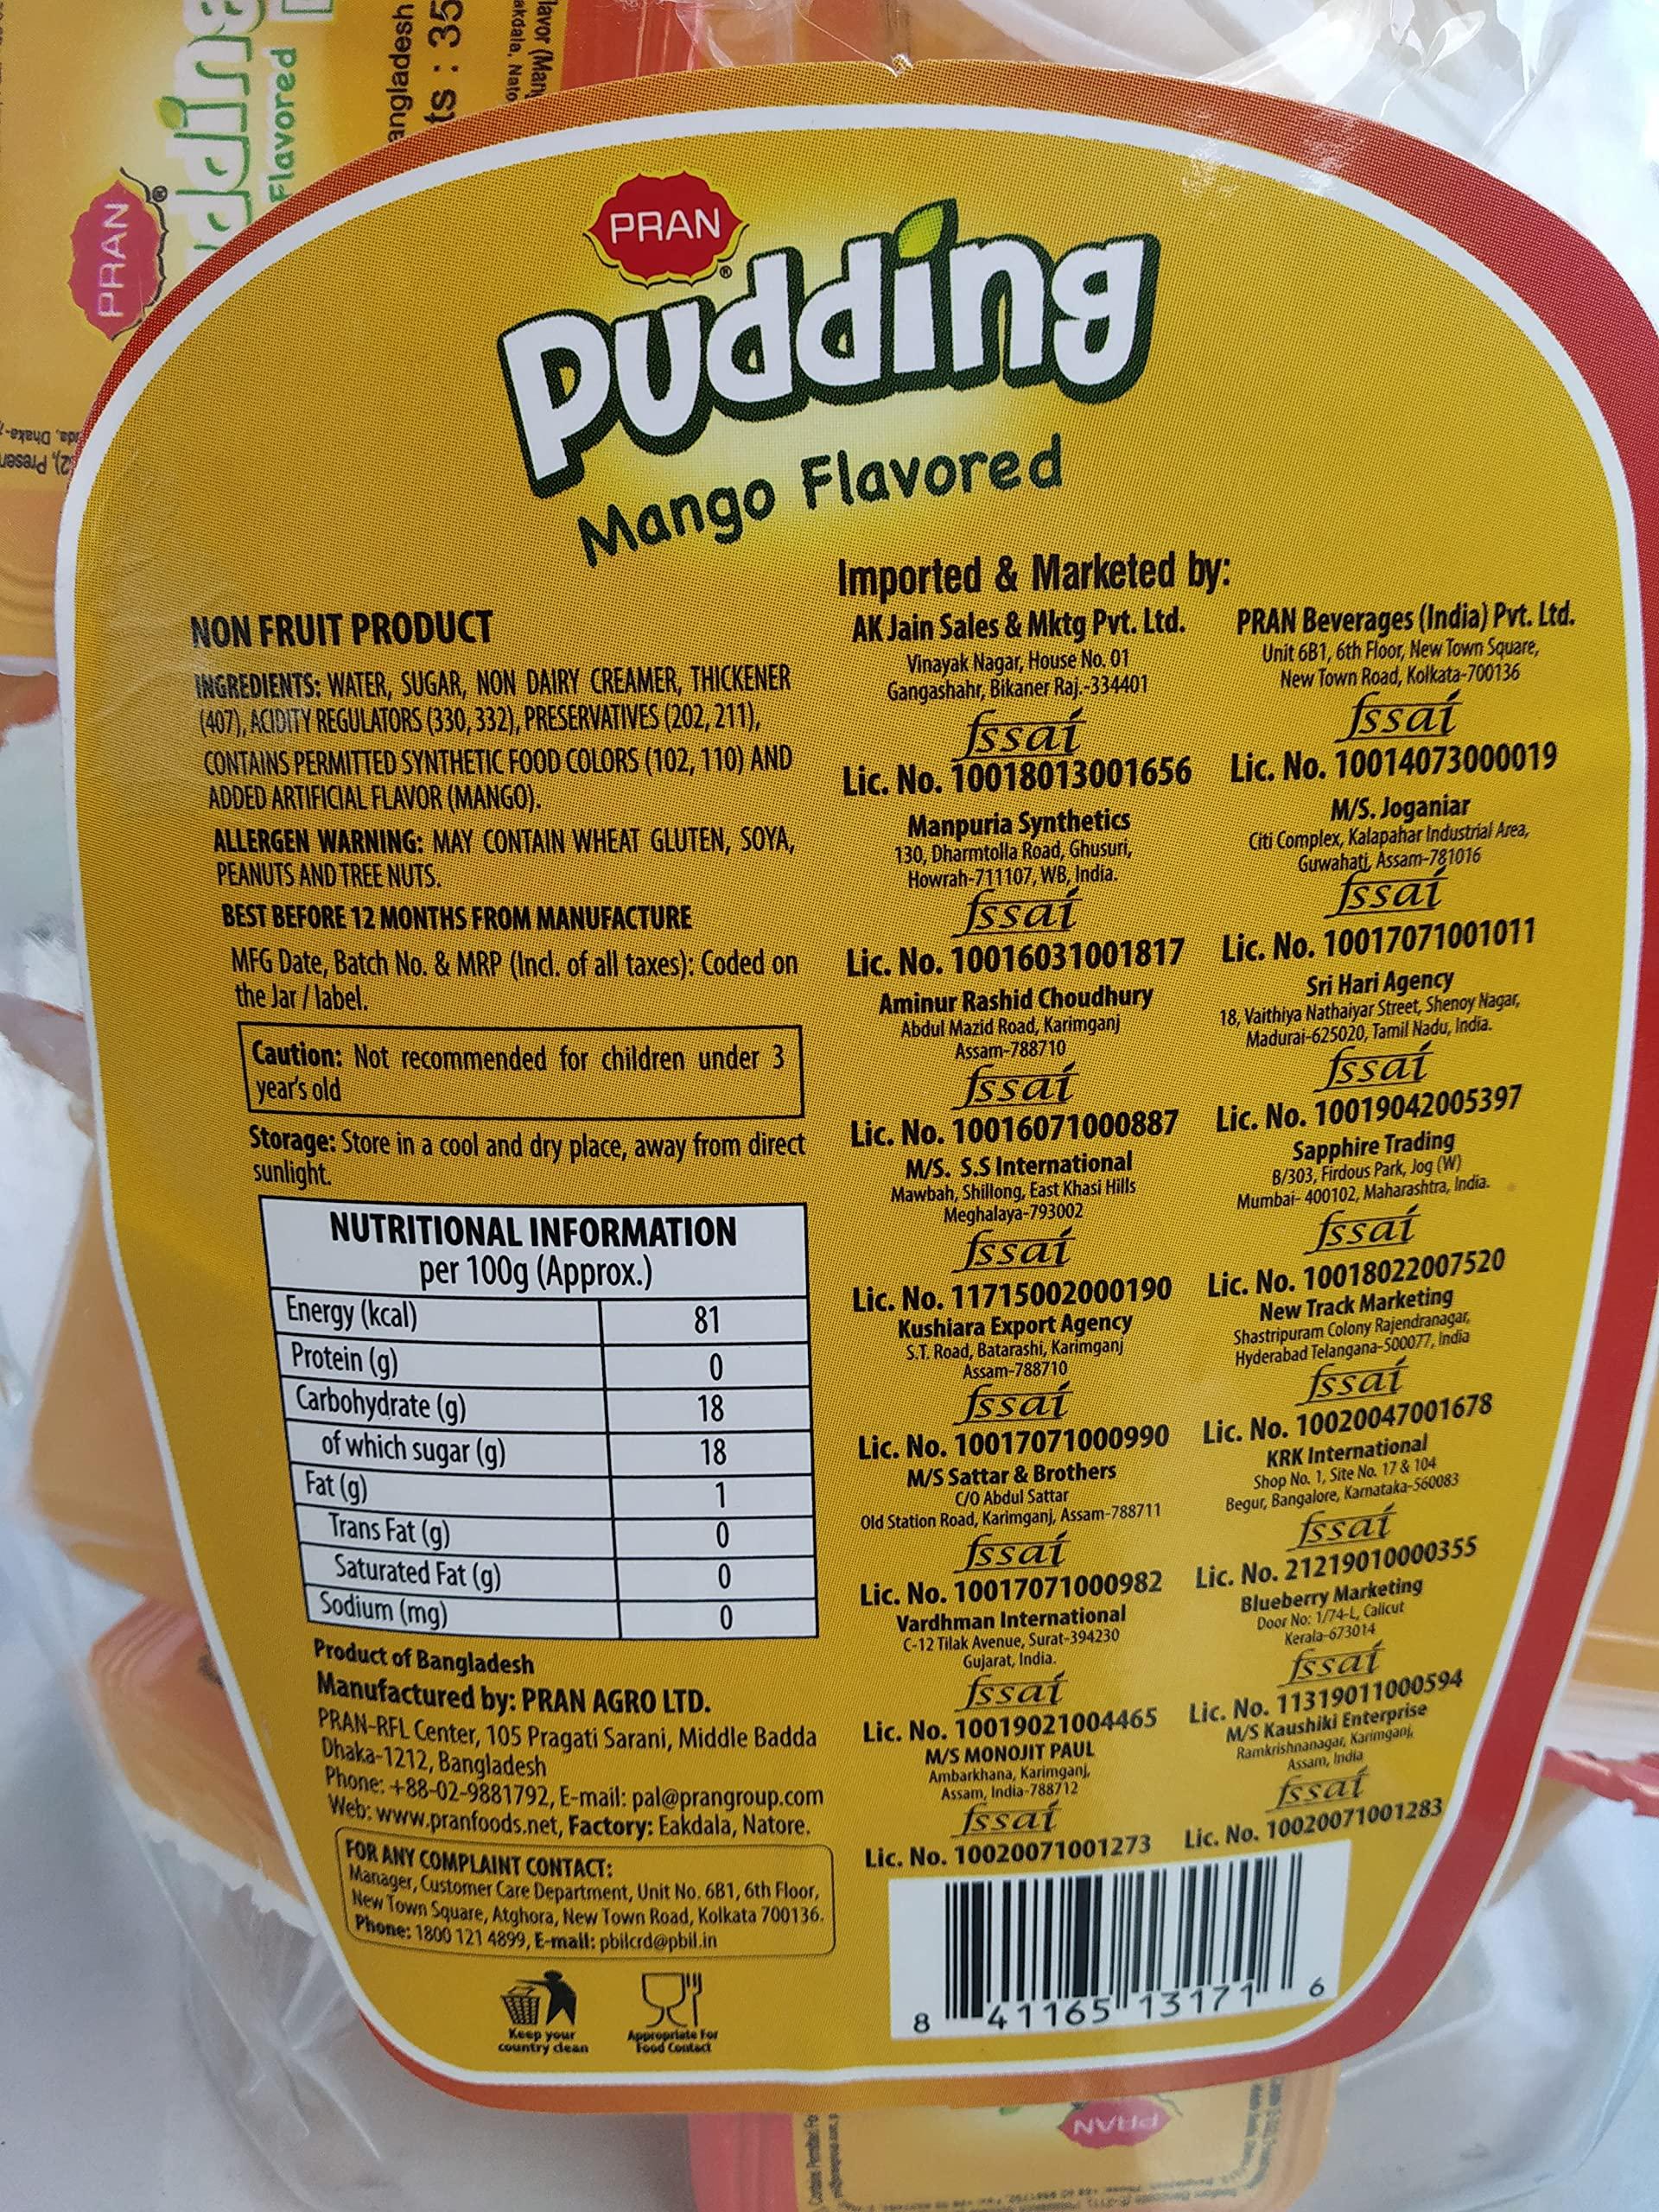 PRAN
Pudding
Mango Flavored
NON FRUIT PRODUCT
INGREDIENTS: WATER, SUGAR, NON DAIRY CREAMER, THICKENER
(407), ACIDITY REGULATORS (330, 332), PRESERVATIVES (202, 211),
CONTAINS PERMITTED SYNTHETIC FOOD COLORS (102, 110) AND
ADDED ARTIFICIAL FLAVOR (MANGO).
ALLERGEN WARNING: MAY CONTAIN WHEAT GLUTEN, SOYA,
PEANUTS AND TREE NUTS.
BEST BEFORE 12 MONTHS FROM MANUFACTURE
MFG Date, Batch No. & MRP (Incl. of all taxes): Coded on
the Jar / label.
Caution: Not recommended for children under 3
year's old
Storage: Store in a cool and dry place, away from direct
sunlight.
NUTRITIONAL INFORMATION
per 100g (Approx.)
Energy (kcal) 81
Protein (g) 0
Carbohydrate (g) 18
of which sugar (g) 18
Fat (g) 1
Trans Fat (g) 0
Saturated Fat (g) 0
Sodium (mg) 0
Product of Bangladesh
Manufactured by: PRAN AGRO LTD.
PRAN-RFL Center, 105 Pragati Sarani, Middle Badda
Dhaka-1212, Bangladesh
Phone: +88-02-9881792, E-mail: pal@prangroup.com
Web: www.pranfoods.net, Factory: Eakdala, Natore.
FOR ANY COMPLAINT CONTACT:
Manager, Customer Care Department, Unit No. 6B1, 6th Floor,
New Town Square, Atghora, New Town Road, Kolkata 700136.
Phone: 1800 121 4899, E-mail: pbilcrd@pbil.in
Keep your
country clean
Appropriate For
Food Contact
Imported & Marketed by:
AK Jain Sales & Mktg Pvt. Ltd.
Vinayak Nagar, House No. 01
Gangashahr, Bikaner Raj.-334401
fssai
Lic. No. 10018013001656
Manpuria Synthetics
130, Dharmtolla Road, Ghusuri,
Howrah-711107, WB, India.
fssai
Lic. No. 10016031001817
Aminur Rashid Choudhury
Abdul Mazid Road, Karimganj
Assam-788710
fssai
Lic. No. 10016071000887
M/S. S.S International
Mawbah, Shillong, East Khasi Hills
Meghalaya-793002
fssai
Lic. No. 11715002000190
Kushiara Export Agency
S.T. Road, Batarashi, Karimganj
Assam-788710
fssai
Lic. No. 10017071000990
M/S Sattar & Brothers
C/O Abdul Sattar
Old Station Road, Karimganj, Assam-788711
fssai
Lic. No. 10017071000982
Vardhman International
C-12 Tilak Avenue, Surat-394230
Gujarat, India.
fssai
Lic. No. 10019021004465
M/S MONOJIT PAUL
Ambarkhana, Karimganj,
Assam, India-788712
fssai
Lic. No. 10020071001273
PRAN Beverages (India) Pvt. Ltd.
Unit 6B1, 6th Floor, New Town Square,
New Town Road, Kolkata-700136
fssai
Lic. No. 10014073000019
M/S. Joganiar
Citi Complex, Kalapahar Industrial Area,
Guwahati, Assam-781016
fssai
Lic. No. 10017071001011
Sri Hari Agency
18, Vaithiya Nathaiyar Street, Shenoy Nagar,
Madurai-625020, Tamil Nadu, India.
fssai
Lic. No. 10019042005397
Sapphire Trading
B/303, Firdous Park, Jog (W)
Mumbai- 400102, Maharashtra, India.
fssai
Lic. No. 10018022007520
New Track Marketing
Shastripuram Colony Rajendranagar,
Hyderabad Telangana-500077, India
fssai
Lic. No. 10020047001678
KRK International
Shop No. 1, Site No. 17 & 104
Begur, Bangalore, Karnataka-560083
fssai
Lic. No. 21219010000355
Blueberry Marketing
Door No: 1/74-L, Calicut
Kerala-673014
fssai
Lic. No. 11319011000594
M/S Kaushiki Enterprise
Ramkrishnanagar, Karimganj,
Assam, India
fssai
Lic. No. 10020071001283
8 41165 13171 6
PRAN
Flavored
PRAN